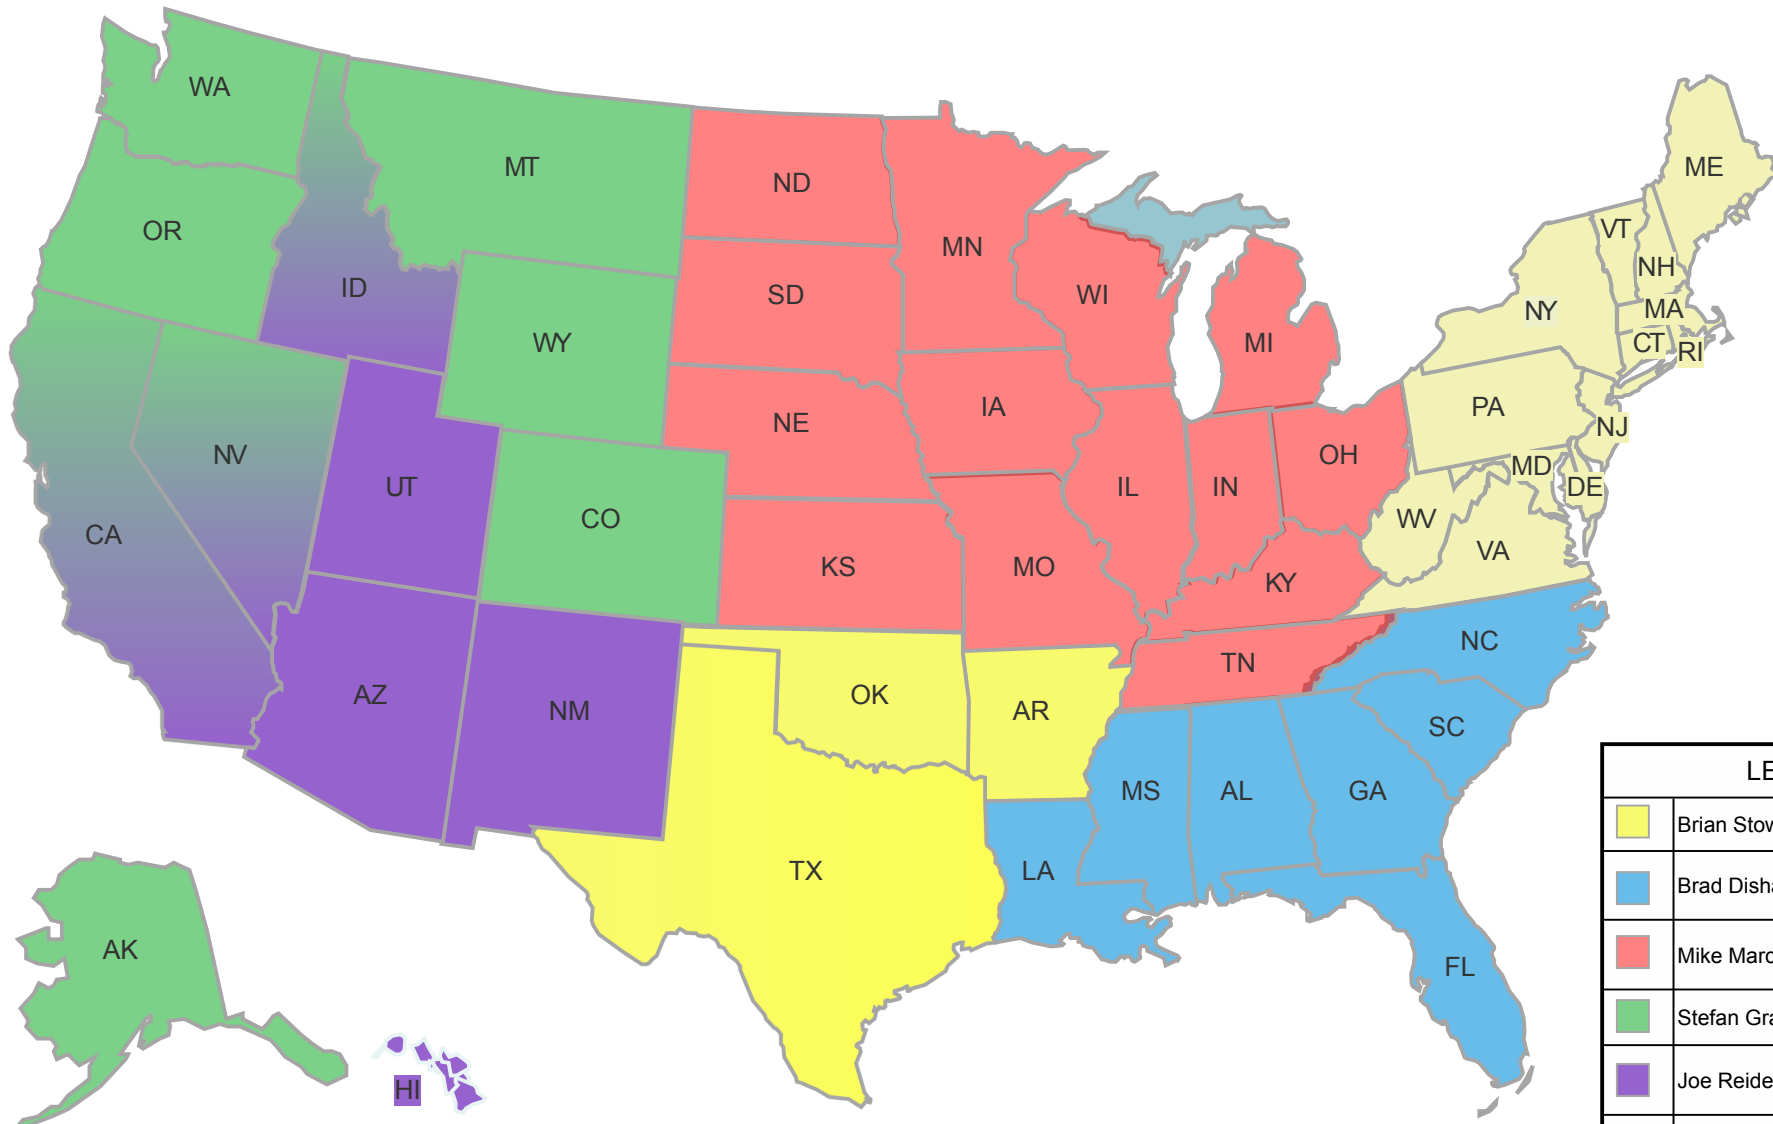 WA
MT
ND
ME
OR
MN
VT
ID
SD
WI
NH
NY
MA
WY
MI
CT
RI
IA
PA
NE
NJ
NV
UT
OH
MD
CO
IL
IN
DE
CA
WV
KS
MO
VA
KY
NC
TN
AZ
NM
OK
AR
SC
MS
AL
GA
TX
LA
AK
FL
HI
LE
Brian Stow
Brad Disha
Mike Marc
Stefan Gra
Joe Reide